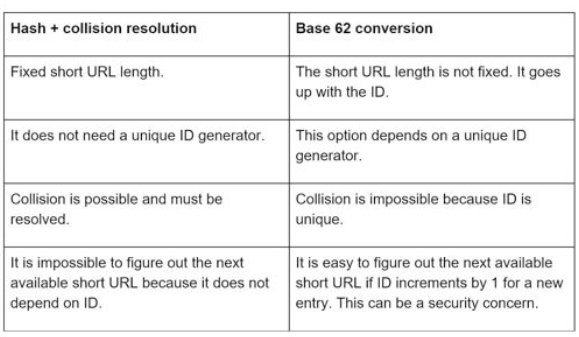 Hash + collision resolution
Base 62 conversion
Fixed short URL length.
The short URL length is not fixed. It goes
up with the ID.
It does not need a unique ID generator.
This option depends on a unique ID
generator.
Collision is possible and must be
resolved.
Collision is impossible because ID is
unique.
It is impossible to figure out the next
available short URL because it does not
depend on ID.
It is easy to figure out the next available
short URL if ID increments by 1 for a new
entry. This can be a security concern.